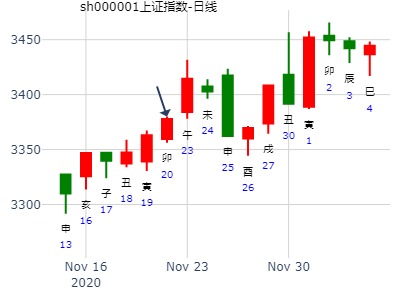 sh000001上证指数-日线
3450
3400
3350
3300
申
13
亥
16
子
17
丑
18
寅
19
卯
20
午
23
未
24
申
25
酉
26
戌
27
丑
30
寅
1
卯
2
辰
3
巳
4
Nov 16
2020
Nov 23
Nov 30